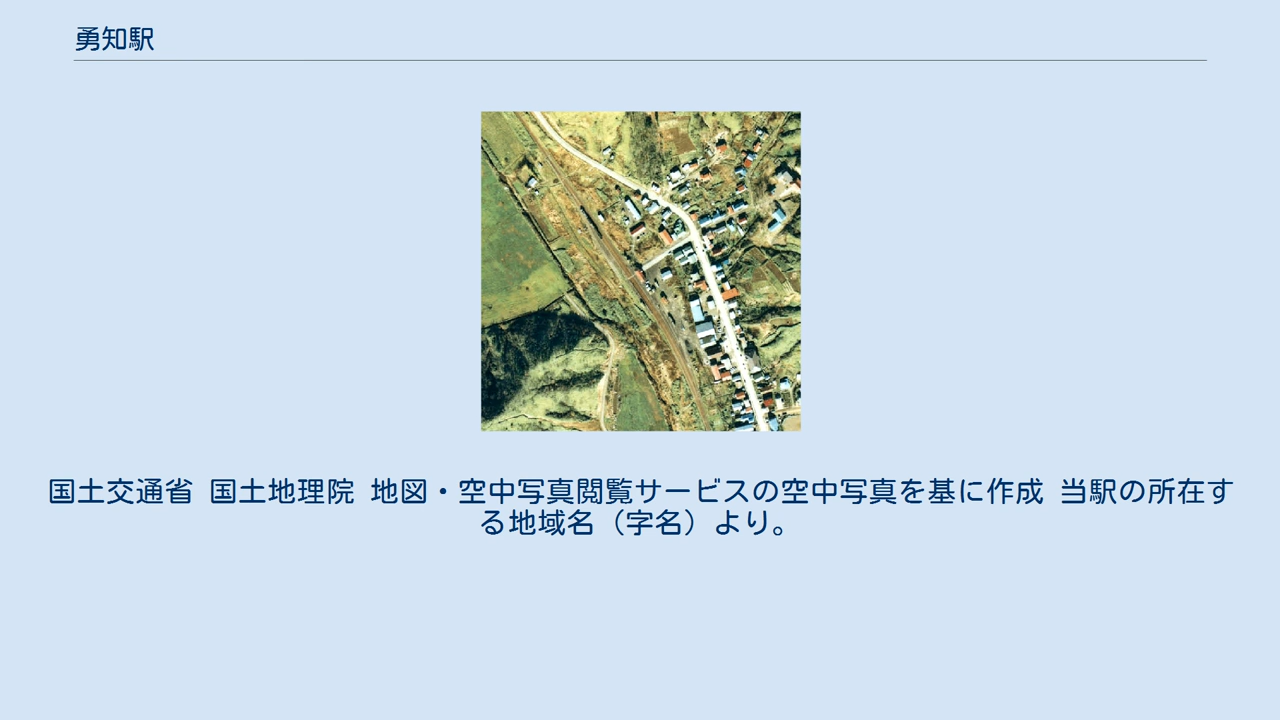 勇知駅
国土交通省 国土地理院 地図・空中写真閲覧サービスの空中写真を基に作成 当駅の所在す
る地域名（字名）より。